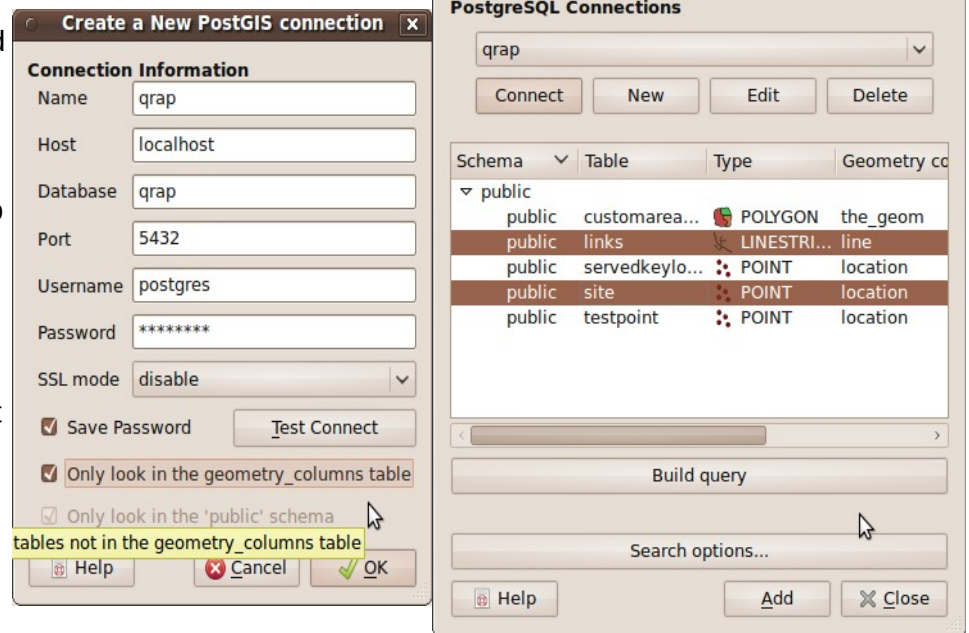 Create a New PostGIS connection
Connection Information
Name qrap
Host localhost
Database qrap
Port 5432
Username postgres
Password ********
SSL mode disable
Save Password Test Connect
Only look in the geometry_columns table
Only look in the 'public' schema
tables not in the geometry_columns table
Help Cancel OK
PostgreSQL Connections
qrap
Connect New Edit Delete
Schema Table Type Geometry co
public
public customarea... POLYGON the_geom
public links LINESTRI... line
public servedkeylo... POINT location
public site POINT location
public testpoint POINT location
Build query
Search options...
Help Add Close